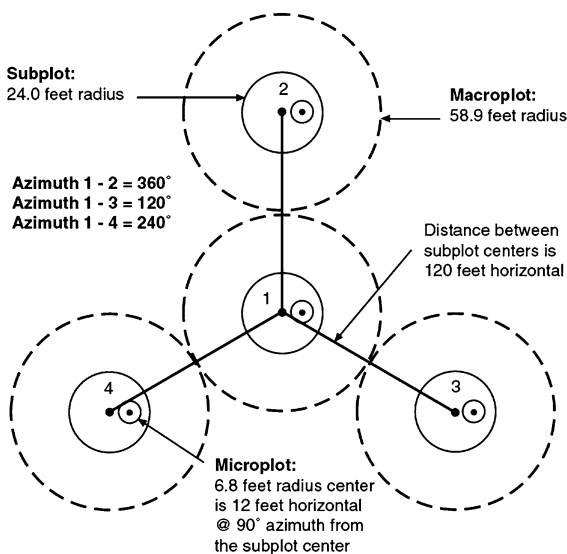 Subplot:
24.0 feet radius
2
Macroplot:
58.9 feet radius
Azimuth 1 - 2 = 360°
Azimuth 1 - 3 = 120°
Azimuth 1 - 4 = 240°
Distance between
subplot centers is
120 feet horizontal
1
4
3
Microplot:
6.8 feet radius center
is 12 feet horizontal
@ 90° azimuth from
the subplot center